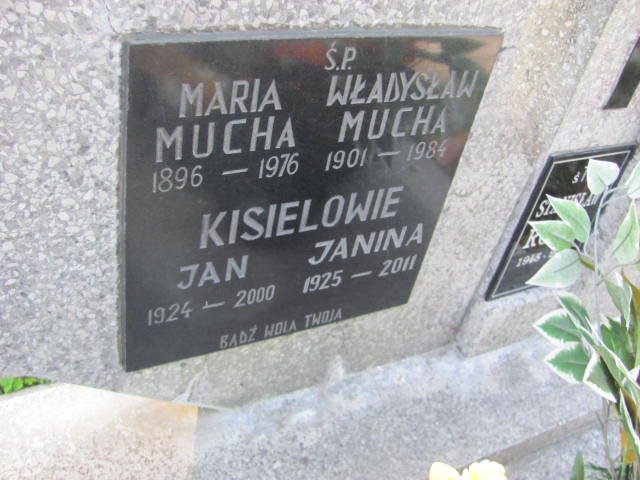 Ś.P.
MARIA WŁADYSŁAW
MUCHA MUCHA
1896 — 1976 1901 — 1984
KISIELOWIE
JAN JANINA
1924 — 2000 1925 — 2011
BĄDŹ WOLA TWOJA